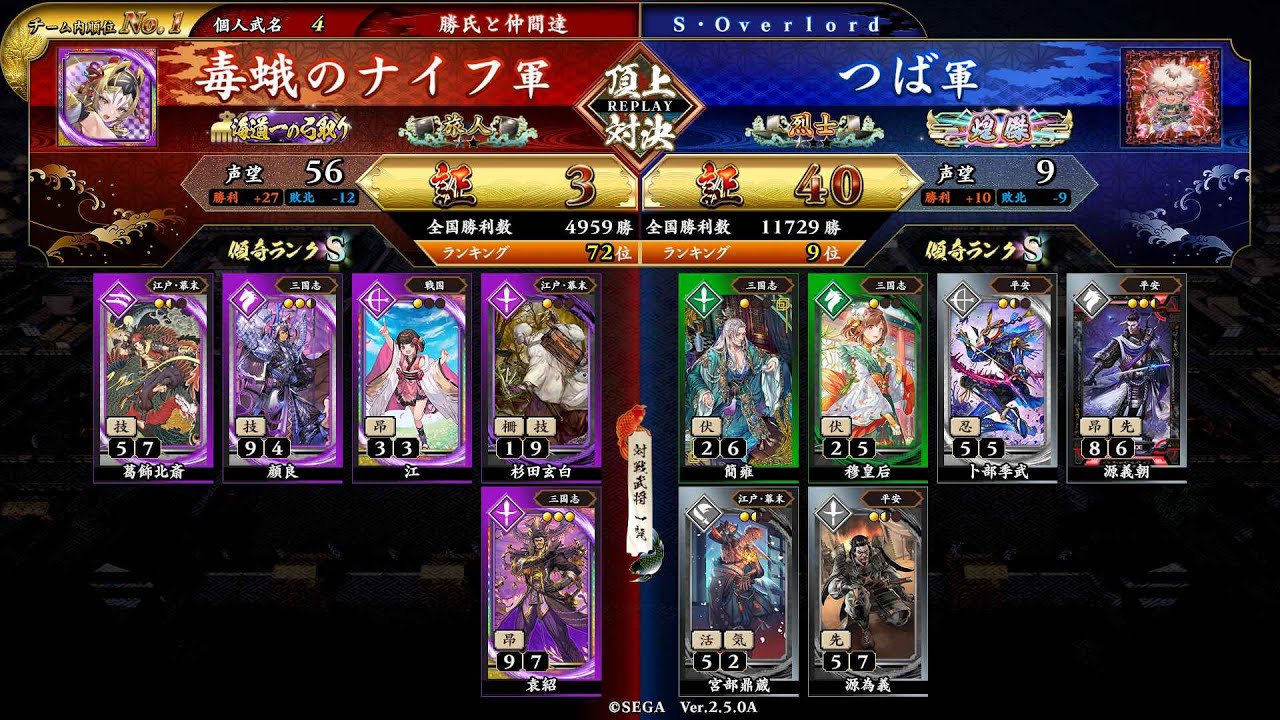 チーム内順位 No.1 個人武名 4 勝氏と仲間達
S・Overlord
毒蛾のナイフ軍
頂上
REPLAY
対決
つば軍
海道一の弓取り 旅人
烈士 煌傑
声望 56
勝利 +27 敗北 -12
証 3
証 40
声望 9
勝利 +10 敗北 -9
全国勝利数 4959勝
全国勝利数 11729勝
傾奇ランク S
ランキング 72位
ランキング 9位
傾奇ランク S
江戸・幕末
技
5 7
葛飾北斎
三国志
技
9 4
顔良
戦国
昂
3 3
江
江戸・幕末
柵 技
1 9
杉田玄白
三国志
昂
9 7
袁紹
対戦武将一覧
三国志
伏
2 6
簡雍
三国志
伏
2 5
穆皇后
平安
忍
5 5
卜部季武
平安
昂 先
8 6
源義朝
江戸・幕末
活 気
5 2
宮部鼎蔵
平安
先
5 7
源為義
©SEGA Ver.2.5.0A